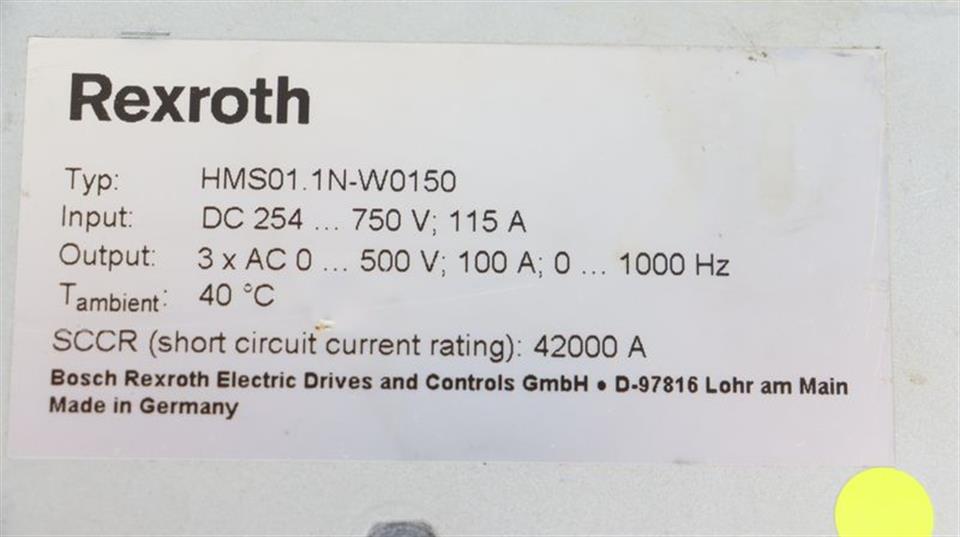 Rexroth
Typ: HMS01.1N-W0150
Input: DC 254 ... 750 V; 115 A
Output: 3 x AC 0 ... 500 V; 100 A; 0 ... 1000 Hz
Tambient: 40 °C
SCCR (short circuit current rating): 42000 A
Bosch Rexroth Electric Drives and Controls GmbH • D-97816 Lohr am Main
Made in Germany